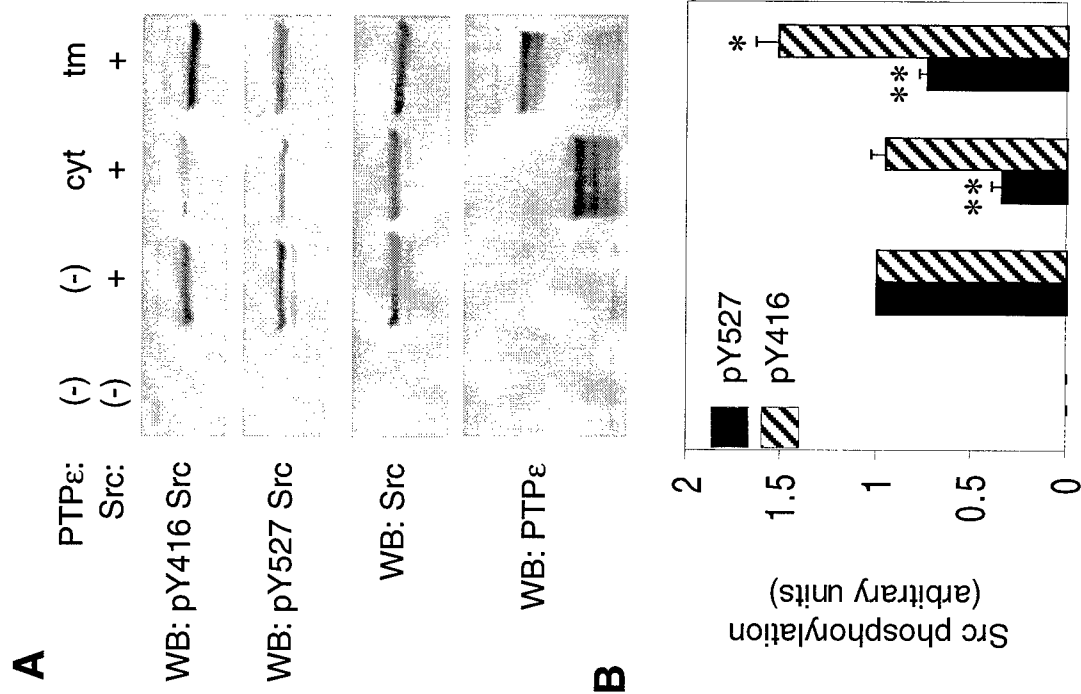 A
PTPε: (-) (-) cyt tm
Src: (-) + + +
WB: pY416 Src
WB: pY527 Src
WB: Src
WB: PTPε
B
Src phosphorylation
(arbitrary units)
2
1.5
1
0.5
0
pY527
pY416
**
**
*